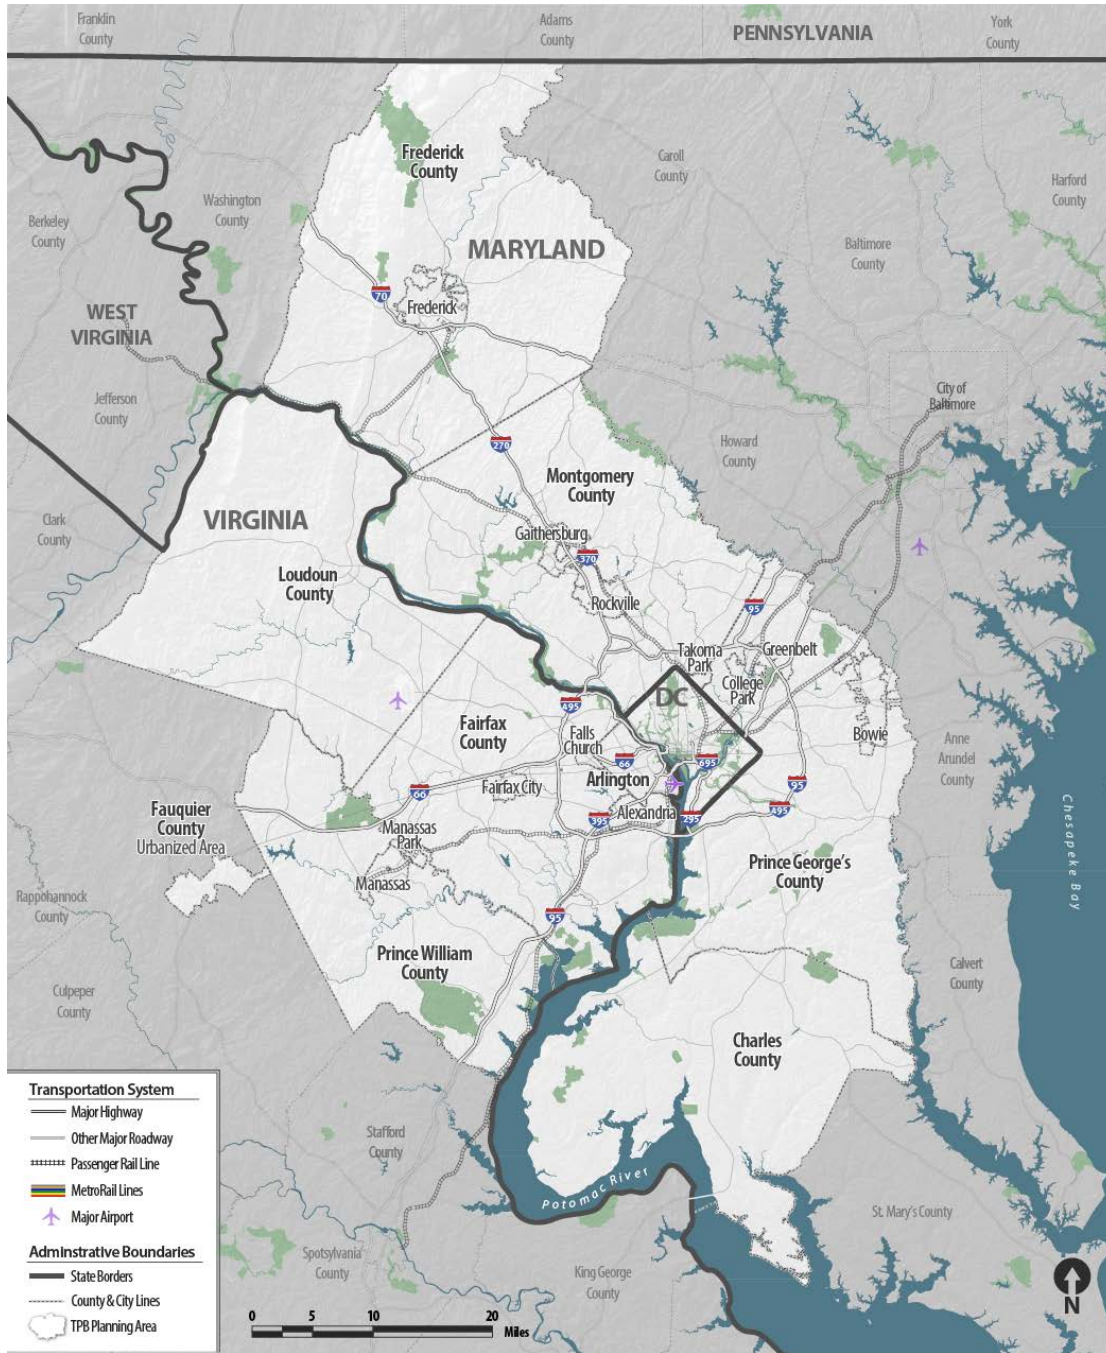 Franklin
County
Adams
County
PENNSYLVANIA
York
County
Frederick
County
Caroll
County
Harford
County
Washington
County
Berkeley
County
MARYLAND
Baltimore
County
70
Frederick
WEST
VIRGINIA
Jefferson
County
City of
Baltimore
270
Howard
County
Montgomery
County
VIRGINIA
Clark
County
Gaithersburg
370
Loudoun
County
Rockville
95
Takoma
Park
Greenbelt
College
Park
DC
495
Fairfax
County
Falls
Church
Bowie
Anne
Arundel
County
66
695
Arlington
95
Fairfax City
66
495
Fauquier
County
Urbanized Area
395
Alexandria
295
Manassas
Park
Manassas
Prince George's
County
Chesapeke Bay
Rappohannock
County
95
Prince William
County
Calvert
County
Culpeper
County
Charles
County
Stafford
County
Potomac River
St. Mary's County
Spotsylvania
County
King George
County
Transportation System
Major Highway
Other Major Roadway
Passenger Rail Line
MetroRail Lines
Major Airport
Adminstrative Boundaries
State Borders
County & City Lines
TPB Planning Area
0 5 10 20
Miles
N